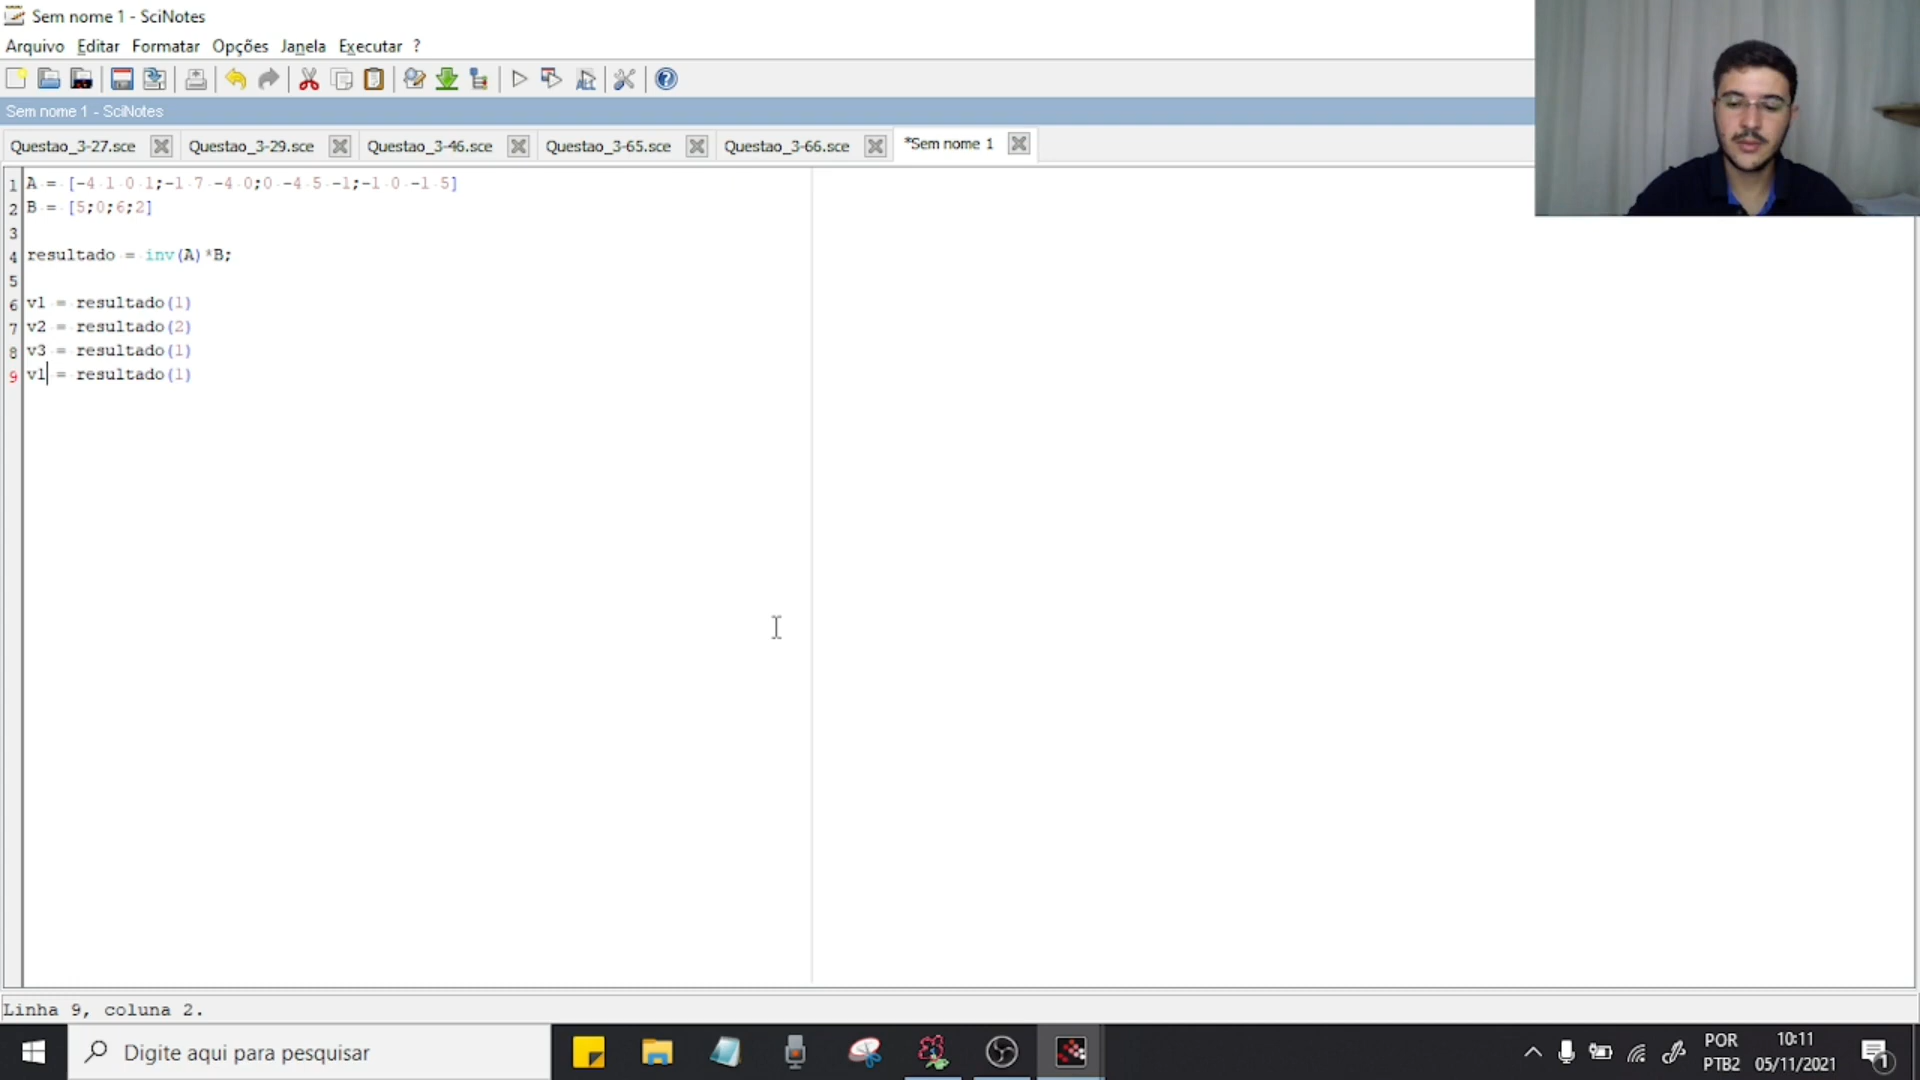 Sem nome 1 - SciNotes
Arquivo Editar Formatar Opções Janela Executar ?
Sem nome 1 - SciNotes
Questao_3-27.sce Questao_3-29.sce Questao_3-46.sce Questao_3-65.sce Questao_3-66.sce *Sem nome 1
1 A = [-4 1 0 1;-1 7 -4 0;0 -4 5 -1;-1 0 -1 5]
2 B = [5;0;6;2]
3
4 resultado = inv(A)*B;
5
6 v1 = resultado(1)
7 v2 = resultado(2)
8 v3 = resultado(1)
9 v1 = resultado(1)
Linha 9, coluna 2.
Digite aqui para pesquisar
POR 10:11
PTB2 05/11/2021 1